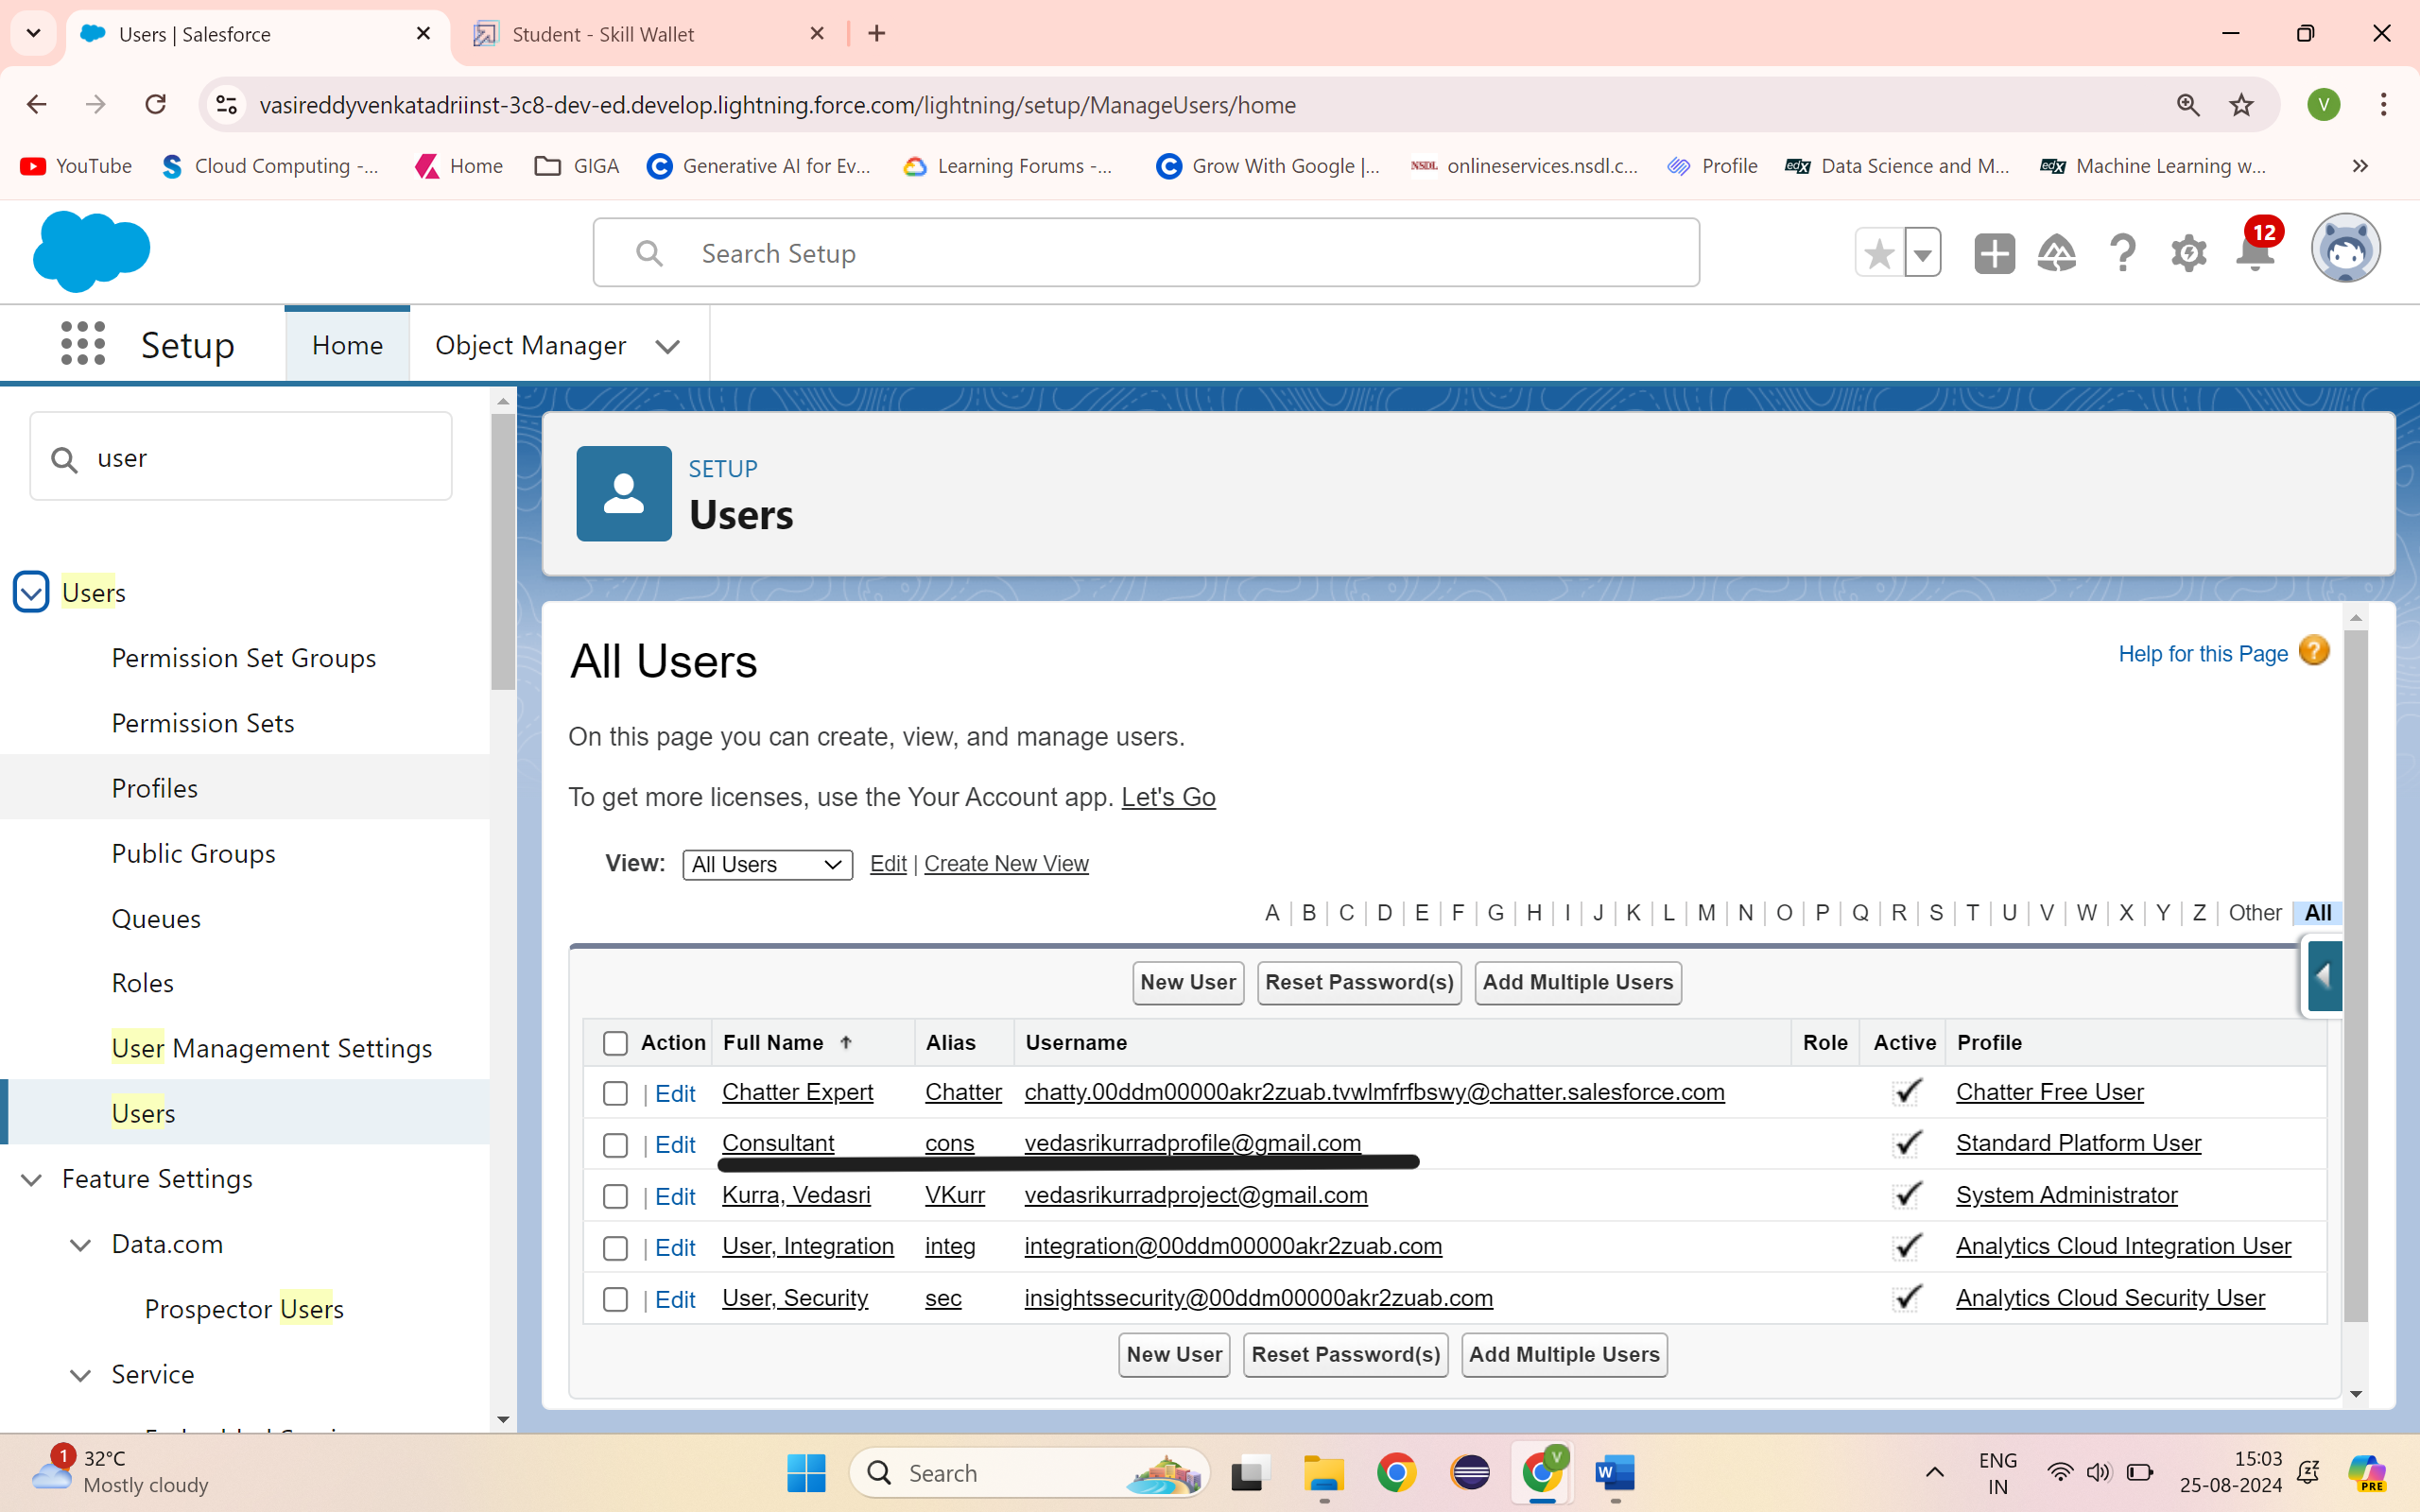 Users | Salesforce
Student - Skill Wallet
vasireddyvenkatadriinst-3c8-dev-ed.develop.lightning.force.com/lightning/setup/ManageUsers/home
V
YouTube
Cloud Computing -...
Home
GIGA
Generative AI for Ev...
Learning Forums -...
Grow With Google |...
NSDL onlineservices.nsdl.c...
Profile
edX Data Science and M...
edX Machine Learning w...
Search Setup
12
Setup
Home
Object Manager
user
Users
Permission Set Groups
Permission Sets
Profiles
Public Groups
Queues
Roles
User Management Settings
Users
Feature Settings
Data.com
Prospector Users
Service
SETUP
Users
All Users
Help for this Page
On this page you can create, view, and manage users.
To get more licenses, use the Your Account app. Let's Go
View: All Users Edit | Create New View
A | B | C | D | E | F | G | H | I | J | K | L | M | N | O | P | Q | R | S | T | U | V | W | X | Y | Z | Other | All
New User Reset Password(s) Add Multiple Users
Action Full Name Alias Username Role Active Profile
| Edit Chatter Expert Chatter chatty.00ddm00000akr2zuab.tvwlmfrfbswy@chatter.salesforce.com Chatter Free User
| Edit Consultant cons vedasrikurradprofile@gmail.com Standard Platform User
| Edit Kurra, Vedasri VKurr vedasrikurradproject@gmail.com System Administrator
| Edit User, Integration integ integration@00ddm00000akr2zuab.com Analytics Cloud Integration User
| Edit User, Security sec insightssecurity@00ddm00000akr2zuab.com Analytics Cloud Security User
New User Reset Password(s) Add Multiple Users
1
32°C
Mostly cloudy
Search
V
W
ENG
IN
15:03
25-08-2024
PRE